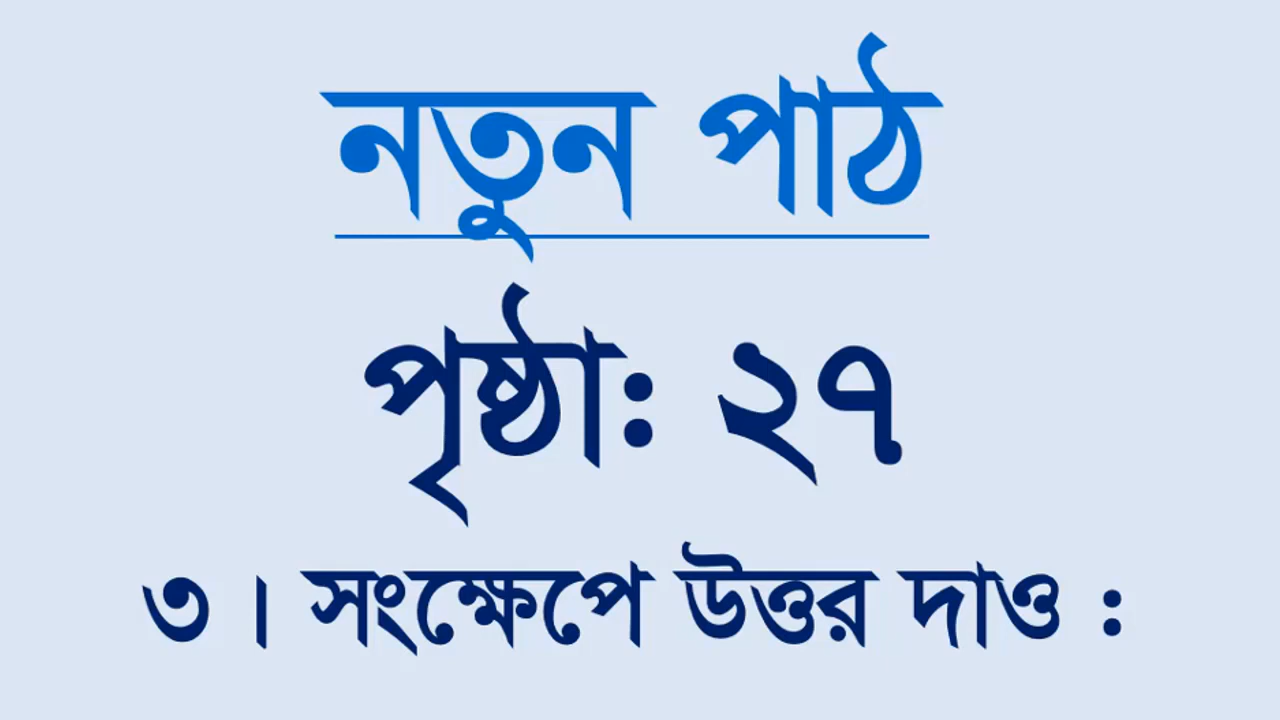 নতুন পাঠ
পৃষ্ঠা: ২৭
৩। সংক্ষেপে উত্তর দাও :